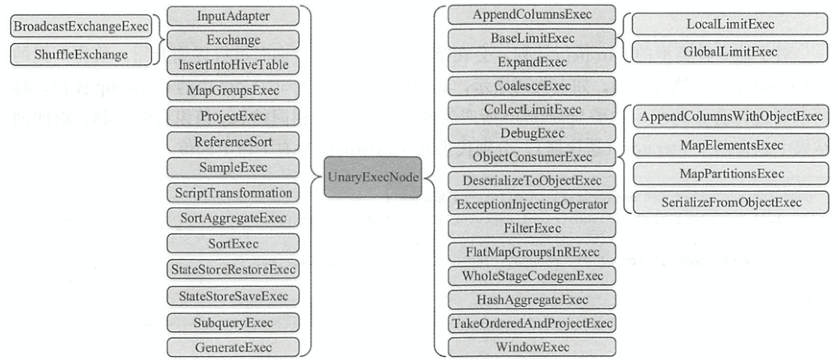 BroadcastExchangeExec
ShuffleExchange
InputAdapter
Exchange
InsertIntoHiveTable
MapGroupsExec
ProjectExec
ReferenceSort
SampleExec
ScriptTransformation
SortAggregateExec
SortExec
StateStoreRestoreExec
StateStoreSaveExec
SubqueryExec
GenerateExec
UnaryExecNode
AppendColumnsExec
BaseLimitExec
ExpandExec
CoalesceExec
CollectLimitExec
DebugExec
ObjectConsumerExec
DeserializeToObjectExec
ExceptionInjectingOperator
FilterExec
FlatMapGroupsInRExec
WholeStageCodegenExec
HashAggregateExec
TakeOrderedAndProjectExec
WindowExec
LocalLimitExec
GlobalLimitExec
AppendColumnsWithObjectExec
MapElementsExec
MapPartitionsExec
SerializeFromObjectExec